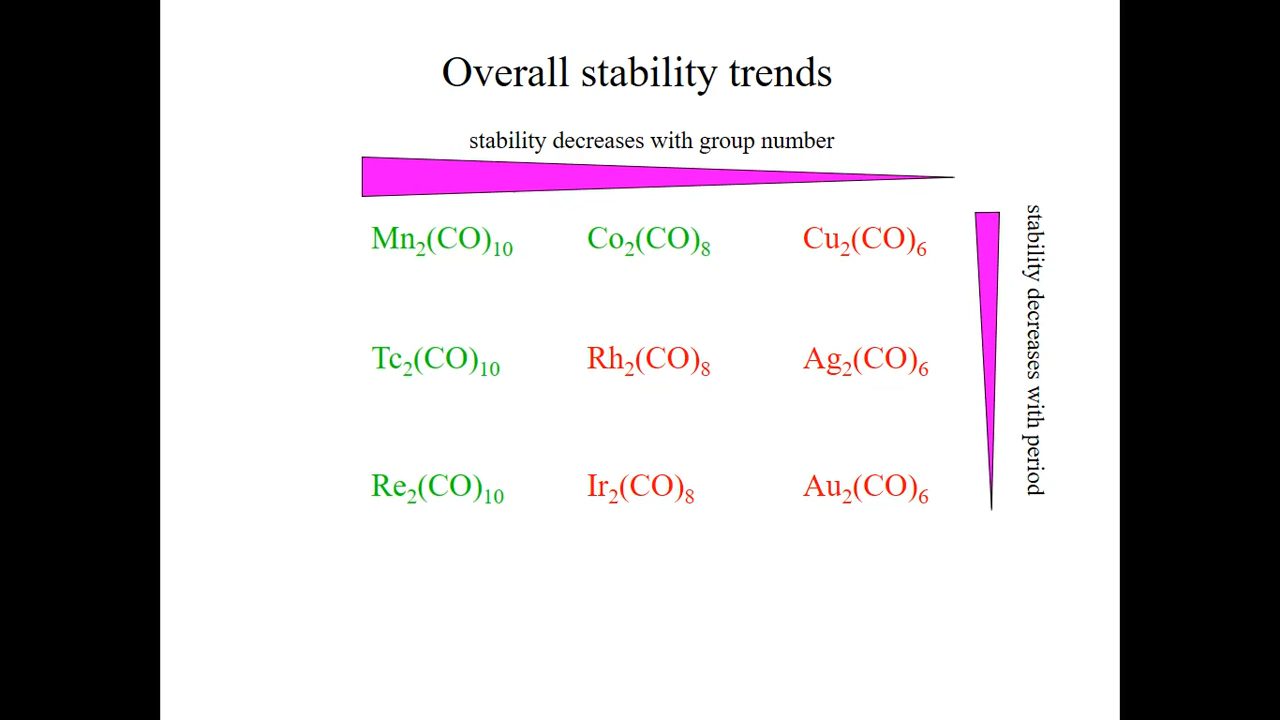 Overall stability trends
stability decreases with group number
Mn₂(CO)₁₀ Co₂(CO)₈ Cu₂(CO)₆
Tc₂(CO)₁₀ Rh₂(CO)₈ Ag₂(CO)₆
Re₂(CO)₁₀ Ir₂(CO)₈ Au₂(CO)₆
stability decreases with period